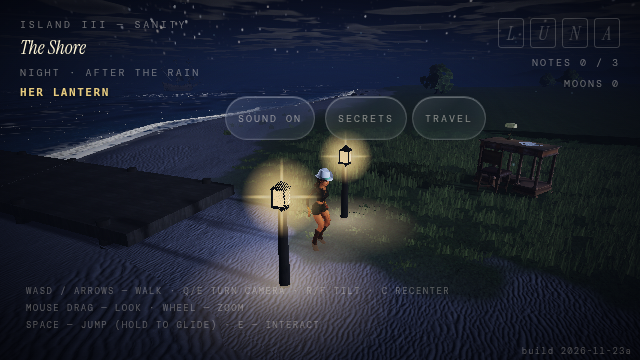 ISLAND III — SANITY
The Shore
NIGHT · AFTER THE RAIN
HER LANTERN
L U N A
NOTES 0 / 3
MOONS 0
SOUND ON
SECRETS
TRAVEL
WASD / ARROWS — WALK · Q/E TURN CAMERA · R/F TILT · C RECENTER
MOUSE DRAG — LOOK · WHEEL — ZOOM
SPACE — JUMP (HOLD TO GLIDE) · E — INTERACT
build 2026-11-23a